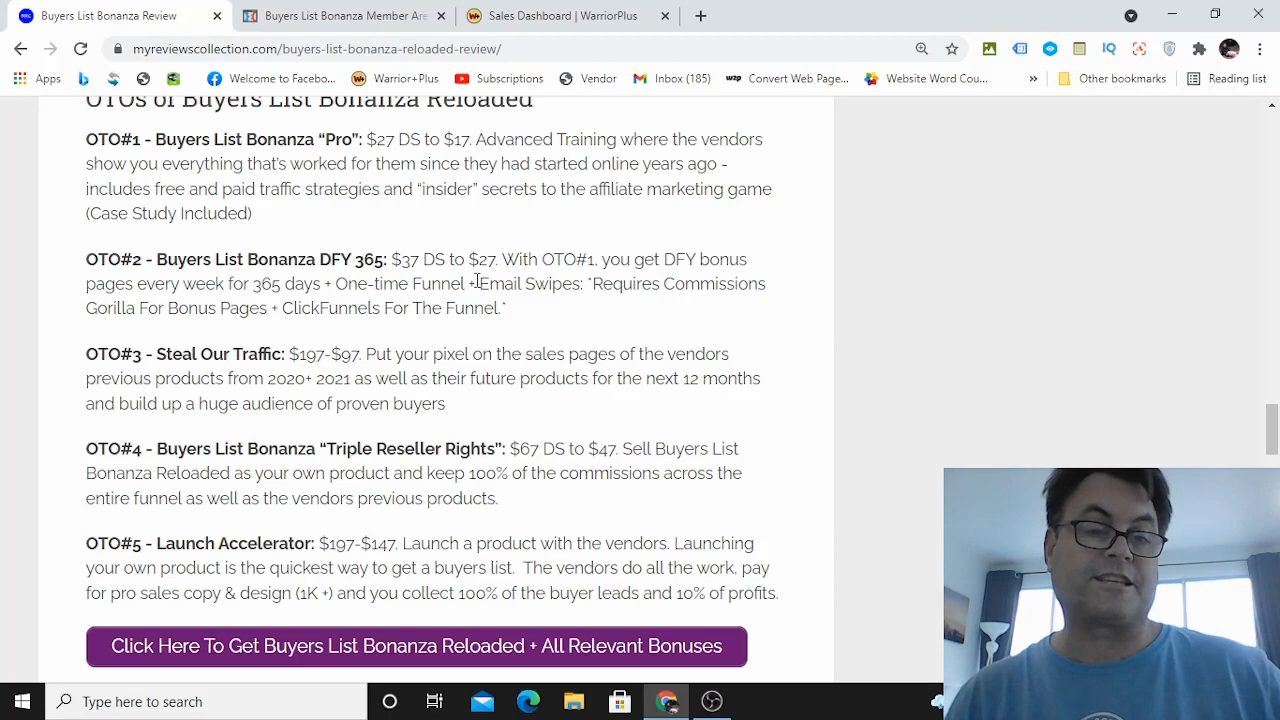 Buyers List Bonanza Review
Buyers List Bonanza Member Are
Sales Dashboard | WarriorPlus
myreviewscollection.com/buyers-list-bonanza-reloaded-review/
Apps
Welcome to Facebo...
Warrior+Plus
Subscriptions
Vendor
Inbox (185)
Convert Web Page...
Website Word Cou...
»
Other bookmarks
Reading list
OTOs of Buyers List Bonanza Reloaded
OTO#1 - Buyers List Bonanza “Pro”: $27 DS to $17. Advanced Training where the vendors
show you everything that’s worked for them since they had started online years ago -
includes free and paid traffic strategies and “insider” secrets to the affiliate marketing game
(Case Study Included)
OTO#2 - Buyers List Bonanza DFY 365: $37 DS to $27. With OTO#1, you get DFY bonus
pages every week for 365 days + One-time Funnel + Email Swipes: *Requires Commissions
Gorilla For Bonus Pages + ClickFunnels For The Funnel.*
OTO#3 - Steal Our Traffic: $197-$97. Put your pixel on the sales pages of the vendors
previous products from 2020+ 2021 as well as their future products for the next 12 months
and build up a huge audience of proven buyers
OTO#4 - Buyers List Bonanza “Triple Reseller Rights”: $67 DS to $47. Sell Buyers List
Bonanza Reloaded as your own product and keep 100% of the commissions across the
entire funnel as well as the vendors previous products.
OTO#5 - Launch Accelerator: $197-$147. Launch a product with the vendors. Launching
your own product is the quickest way to get a buyers list. The vendors do all the work, pay
for pro sales copy & design (1K +) and you collect 100% of the buyer leads and 10% of profits.
Click Here To Get Buyers List Bonanza Reloaded + All Relevant Bonuses
Type here to search